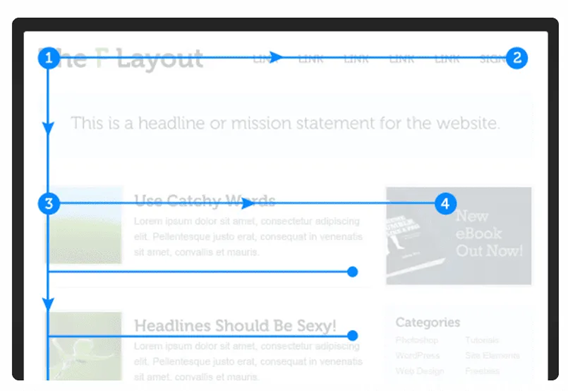 1
The F Layout
LINK LINK LINK LINK LINK SIGN
2
This is a headline or mission statement for the website.
3
Use Catchy Words
4
Lorem ipsum dolor sit amet, consectetur adipiscing
elit. Pellentesque justo erat, consequat in venenatis
sit amet, convallis et mauris.
New
eBook
Out Now!
Headlines Should Be Sexy!
Lorem ipsum dolor sit amet, consectetur adipiscing
elit. Pellentesque justo erat, consequat in venenatis
sit amet, convallis et mauris.
Categories
Photoshop Tutorials
WordPress Site Elements
Web Design Freebies